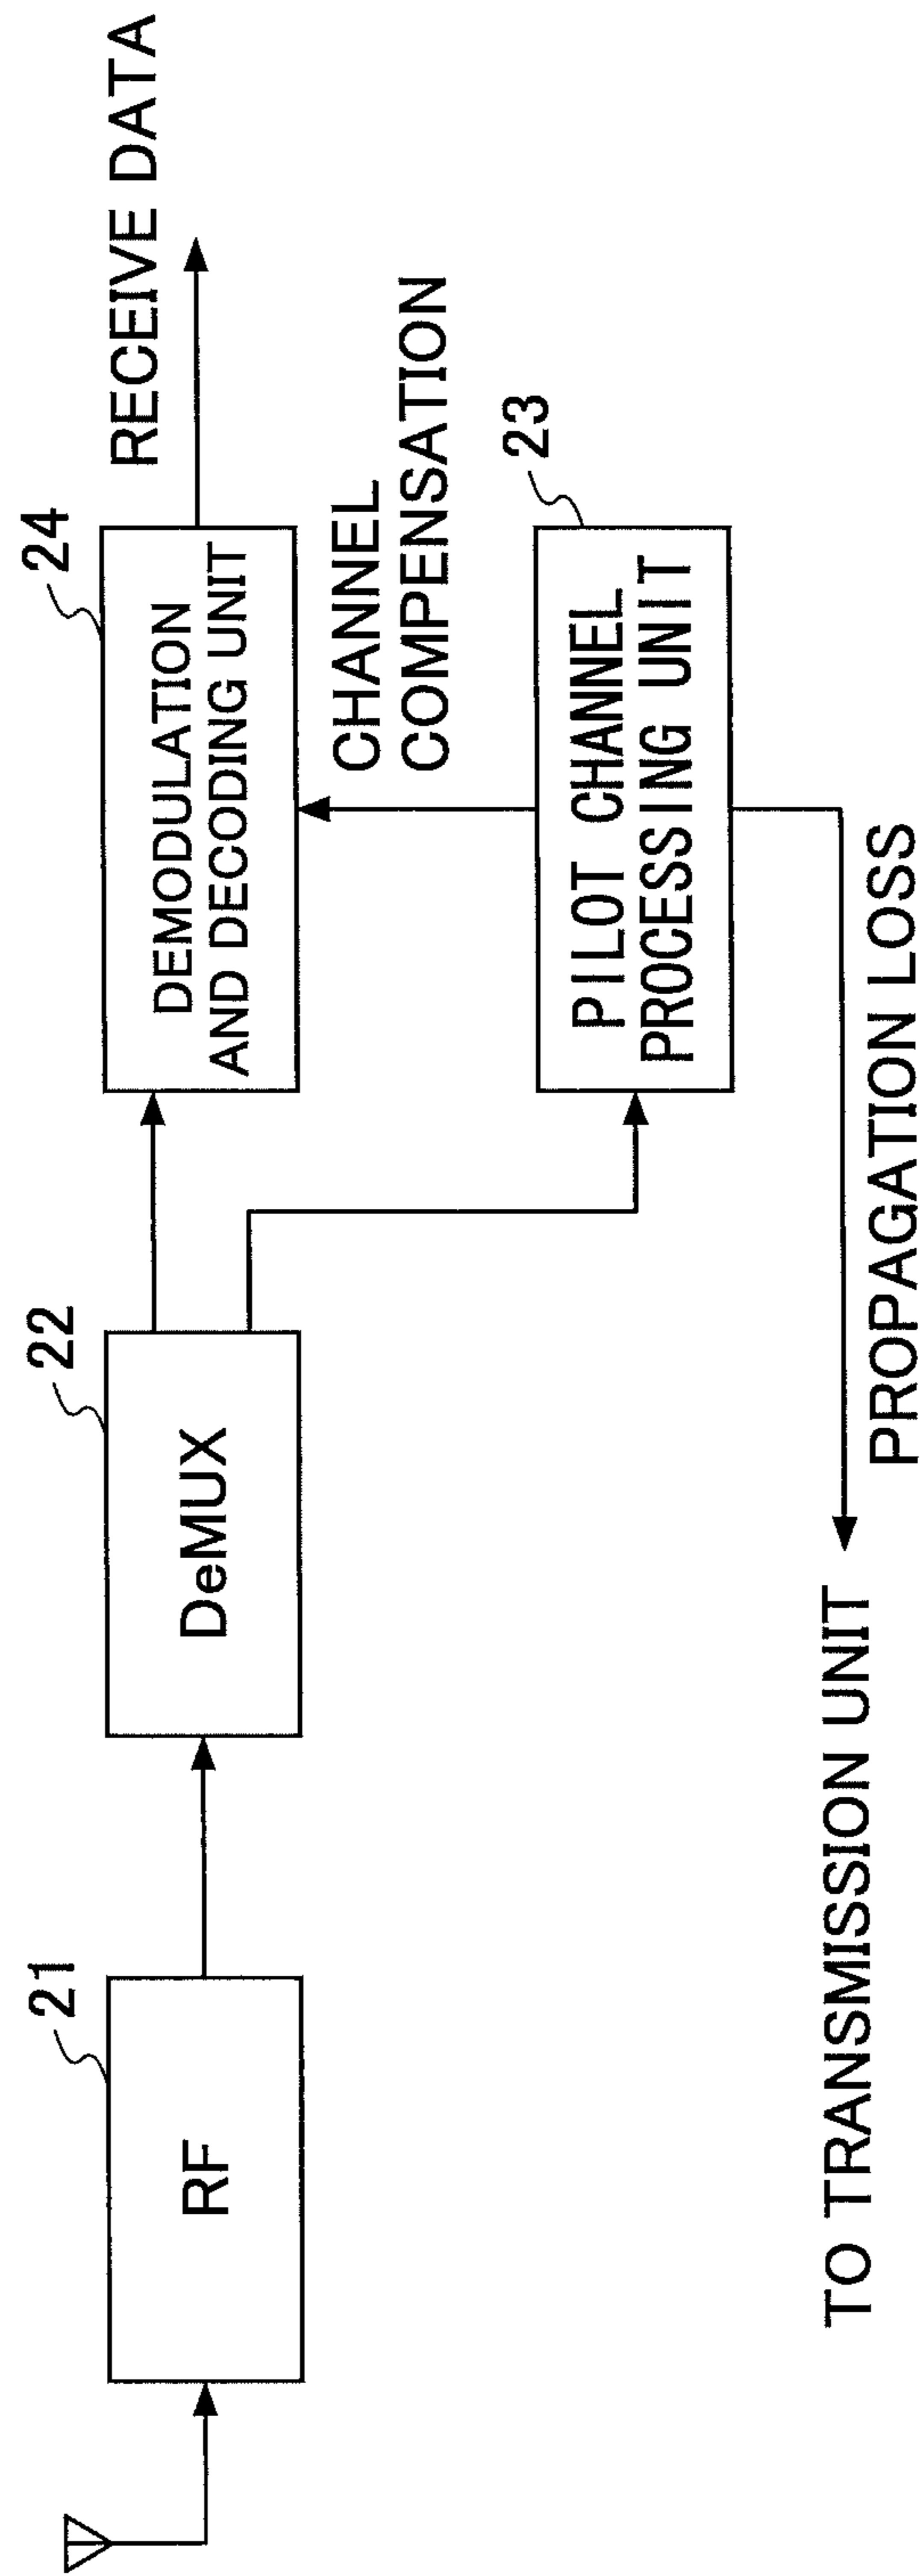 21
RF
22
DeMUX
24
DEMODULATION
AND DECODING UNIT
RECEIVE DATA
CHANNEL
COMPENSATION
23
PILOT CHANNEL
PROCESSING UNIT
TO TRANSMISSION UNIT
PROPAGATION LOSS